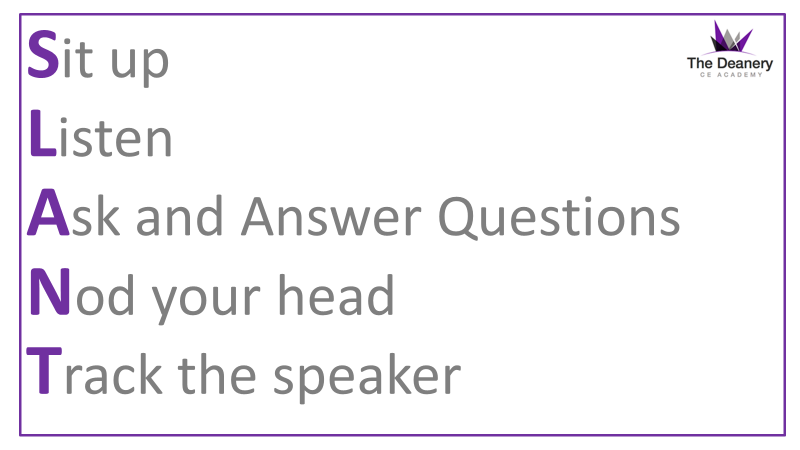 Sit up
The Deanery
CE ACADEMY
Listen
Ask and Answer Questions
Nod your head
Track the speaker